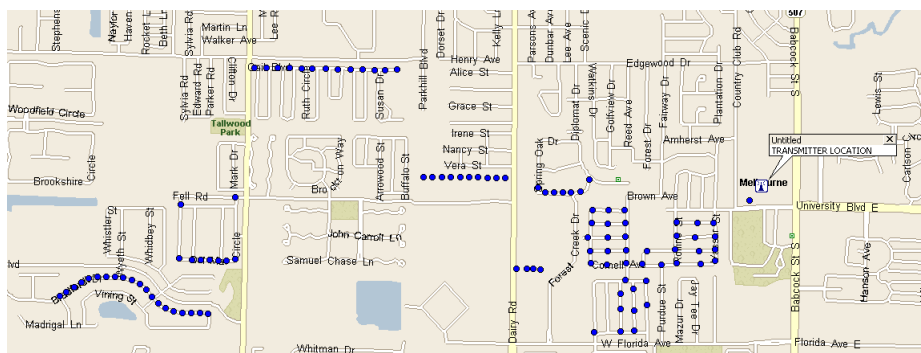 507
Stephens
Naylor
Haven
Rocket
Beth
Sylvia Rd
Martin Ln
Walker Ave
Lee R
Parkhill Blvd
Dorset Dr
Kelly
Parsons A
Dunbar Ave
Lee Ave
Scenic
Country Club Rd
Babcock St S
Henry Ave
Alice St
Edgewood Dr
Sylvia Rd
Edward Rd
Parker Rd
Clifton Dr
Ruth Circle
Susan Dr
Grace St
Watkins Dr
Diplomat Dr
Golfview Dr
Reed Ave
Fairway Dr
Plantation Dr
Lewis St
Woodfield Circle
Tallwood
Park
Irene St
Nancy St
Vera St
Forest Dr
Amherst Ave
Untitled
TRANSMITTER LOCATION
Carlson C
Brookshire
Circle
Mark Dr
Arrowood St
Buffalo St
Spring Oak Dr
Brown Ave
Fell Rd
University Blvd E
Whistler S
Wyeth St
Whidbey St
Circle
John Carroll Ln
Samuel Chase Ln
Forest Creek Dr
Cornell Ave
Babcock St S
Hanson Ave
lvd
Vining St
Madrigal Ln
Whitman Dr
Dairy Rd
Purdue St
Mazur Dr
Jay Tee Dr
W Florida Ave
Florida Ave E